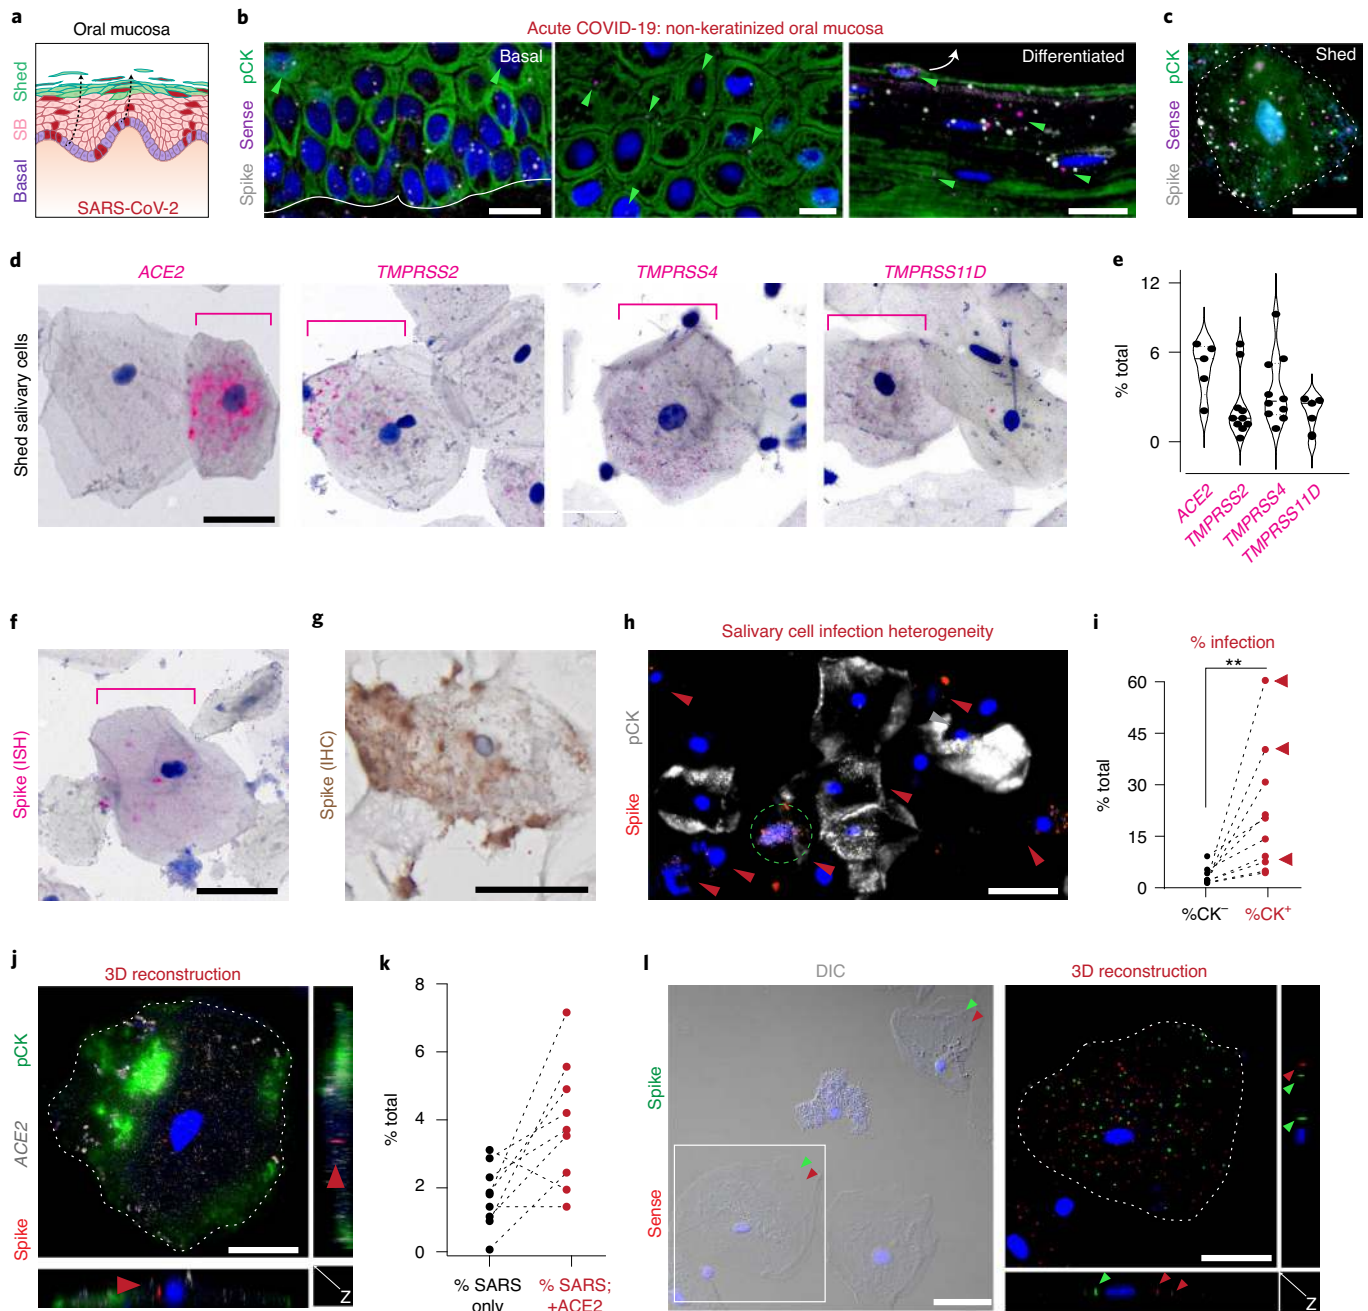 a
Oral mucosa
Shed
SB
Basal
SARS-CoV-2
b
Acute COVID-19: non-keratinized oral mucosa
Spike Sense pCK
Basal
Differentiated
c
Spike Sense pCK
Shed
d
Shed salivary cells
ACE2
TMPRSS2
TMPRSS4
TMPRSS11D
e
% total
12
6
0
ACE2
TMPRSS2
TMPRSS4
TMPRSS11D
f
Spike (ISH)
g
Spike (IHC)
h
Salivary cell infection heterogeneity
Spike pCK
i
% infection
**
% total
60
45
30
15
0
%CK−
%CK+
j
3D reconstruction
Spike ACE2 pCK
Z
k
% total
8
6
4
2
0
% SARS only
% SARS; +ACE2
l
DIC
3D reconstruction
Sense Spike
Z